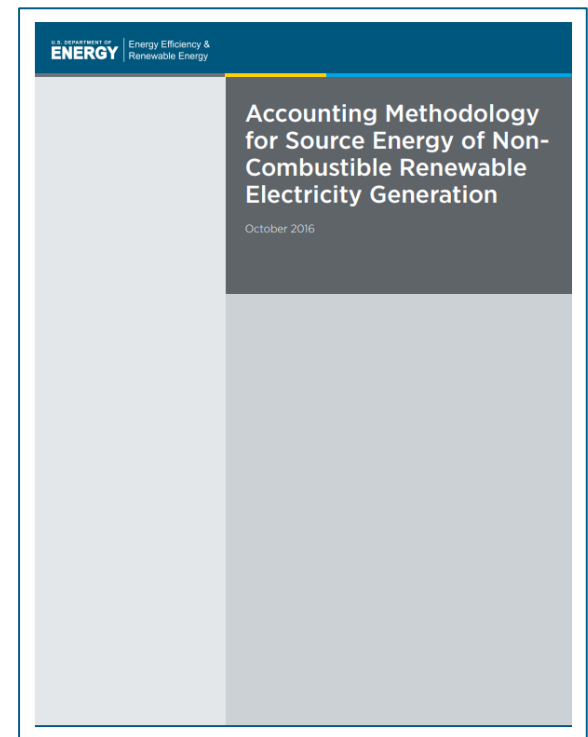 U.S. DEPARTMENT OF
ENERGY
Energy Efficiency &
Renewable Energy
Accounting Methodology
for Source Energy of Non-
Combustible Renewable
Electricity Generation
October 2016